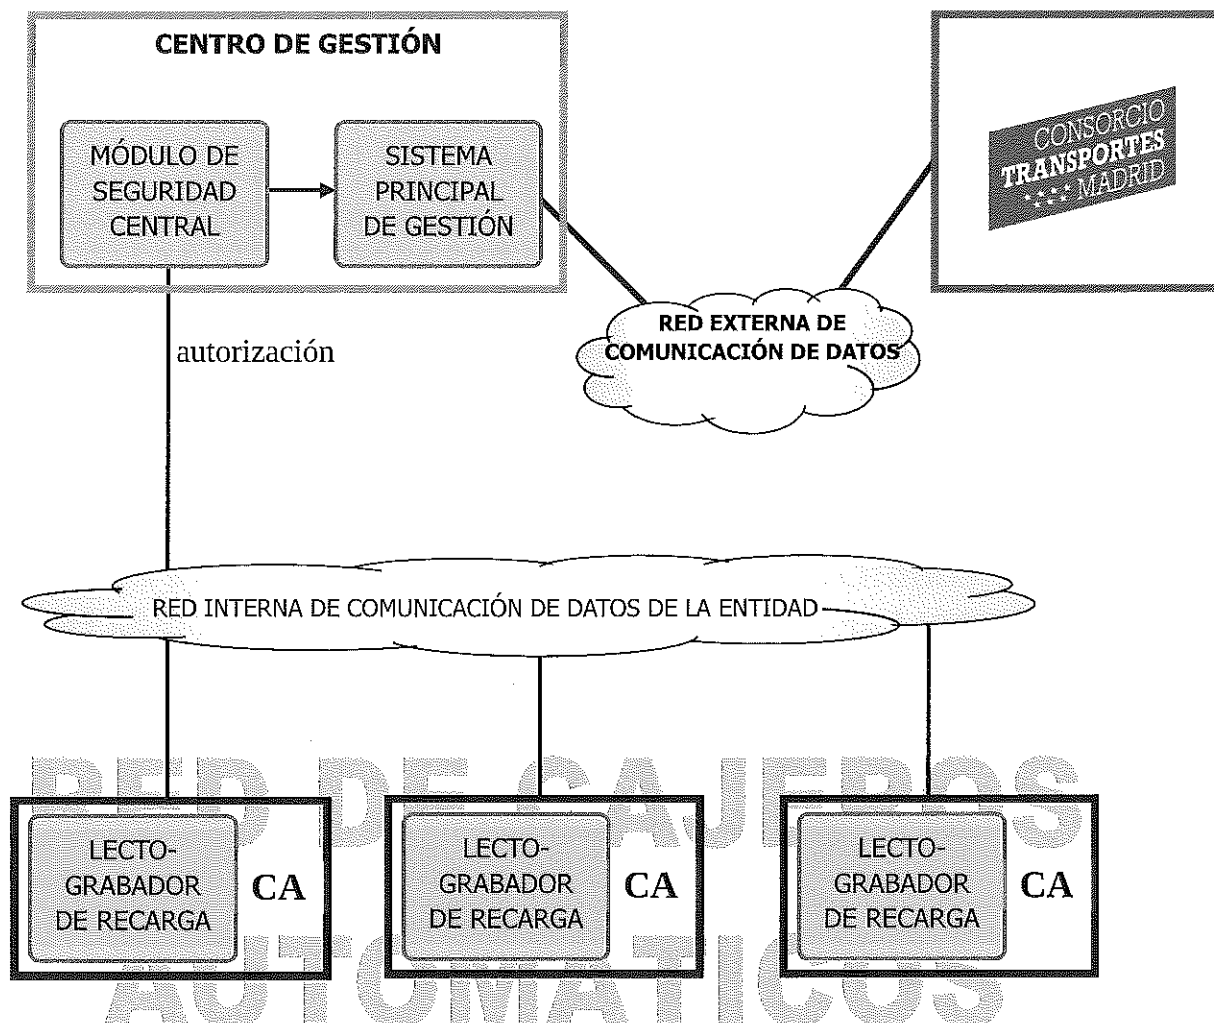 CENTRO DE GESTIÓN
MÓDULO DE
SEGURIDAD
CENTRAL
SISTEMA
PRINCIPAL
DE GESTIÓN
CONSORCIO
TRANSPORTES
MADRID
RED EXTERNA DE
COMUNICACIÓN DE DATOS
autorización
RED INTERNA DE COMUNICACIÓN DE DATOS DE LA ENTIDAD
RED DE CAJEROS
LECTO-
GRABADOR
DE RECARGA
CA
LECTO-
GRABADOR
DE RECARGA
CA
LECTO-
GRABADOR
DE RECARGA
CA
AUTOMÁTICOS